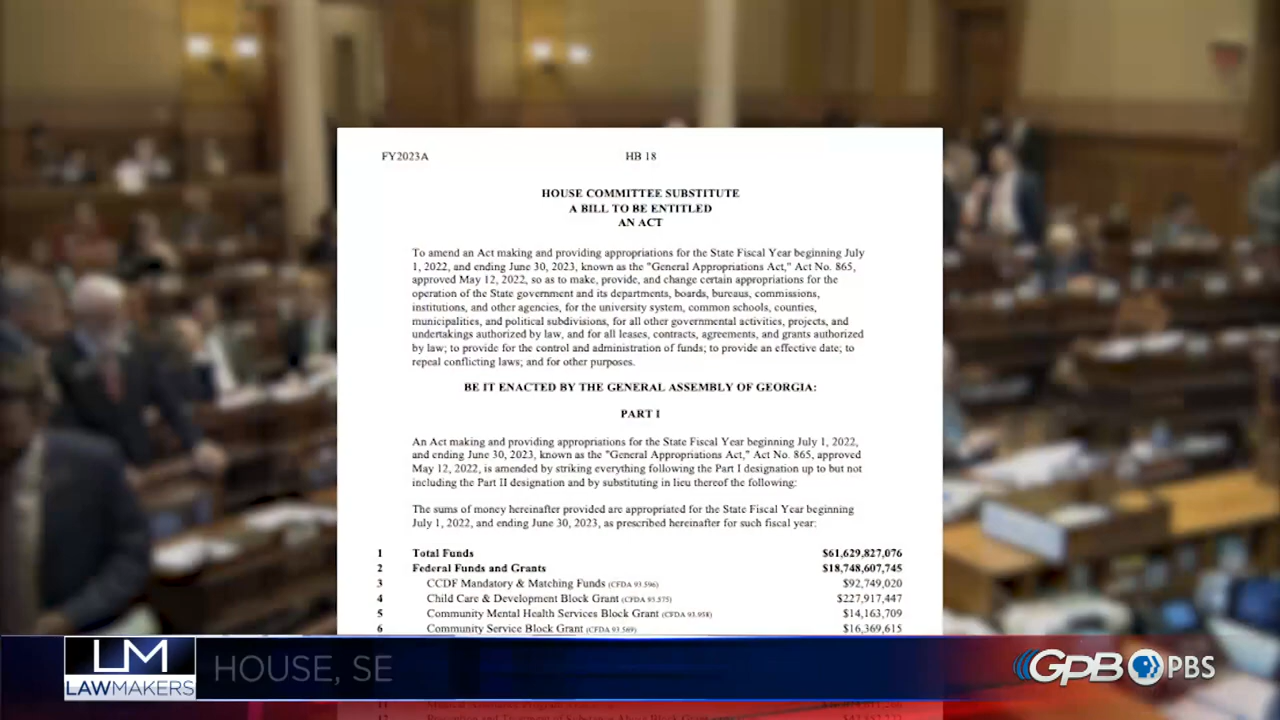 FY2023A HB 18
HOUSE COMMITTEE SUBSTITUTE
A BILL TO BE ENTITLED
AN ACT
To amend an Act making and providing appropriations for the State Fiscal Year beginning July
1, 2022, and ending June 30, 2023, known as the "General Appropriations Act," Act No. 865,
approved May 12, 2022, so as to make, provide, and change certain appropriations for the
operation of the State government and its departments, boards, bureaus, commissions,
institutions, and other agencies, for the university system, common schools, counties,
municipalities, and political subdivisions, for all other governmental activities, projects, and
undertakings authorized by law, and for all leases, contracts, agreements, and grants authorized
by law; to provide for the control and administration of funds; to provide an effective date; to
repeal conflicting laws; and for other purposes.
BE IT ENACTED BY THE GENERAL ASSEMBLY OF GEORGIA:
PART I
An Act making and providing appropriations for the State Fiscal Year beginning July 1, 2022,
and ending June 30, 2023, known as the "General Appropriations Act," Act No. 865, approved
May 12, 2022, is amended by striking everything following the Part I designation up to but not
including the Part II designation and by substituting in lieu thereof the following:
The sums of money hereinafter provided are appropriated for the State Fiscal Year beginning
July 1, 2022, and ending June 30, 2023, as prescribed hereinafter for such fiscal year:
1 Total Funds $61,629,827,076
2 Federal Funds and Grants $18,748,607,745
3 CCDF Mandatory & Matching Funds (CFDA 93.596) $92,749,020
4 Child Care & Development Block Grant (CFDA 93.575) $227,917,447
5 Community Mental Health Services Block Grant (CFDA 93.958) $14,163,709
6 Community Service Block Grant (CFDA 93.569) $16,369,615
LM
LAWMAKERS
HOUSE, SE
GPB PBS